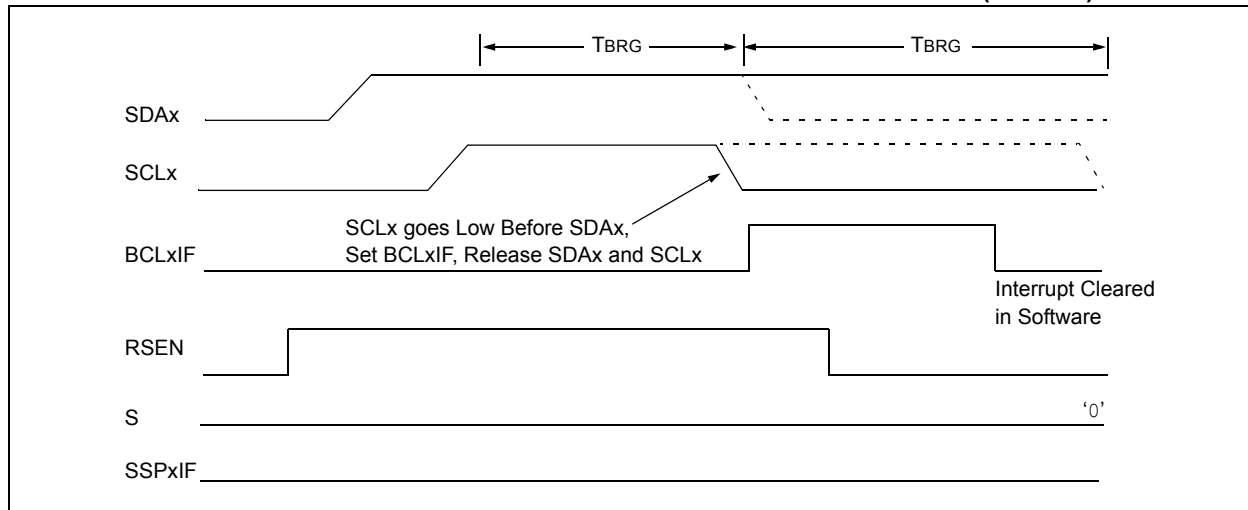 TBRG
TBRG
SDAx
SCLx
SCLx goes Low Before SDAx,
Set BCLxIF, Release SDAx and SCLx
BCLxIF
Interrupt Cleared
in Software
RSEN
S
‘0’
SSPxIF